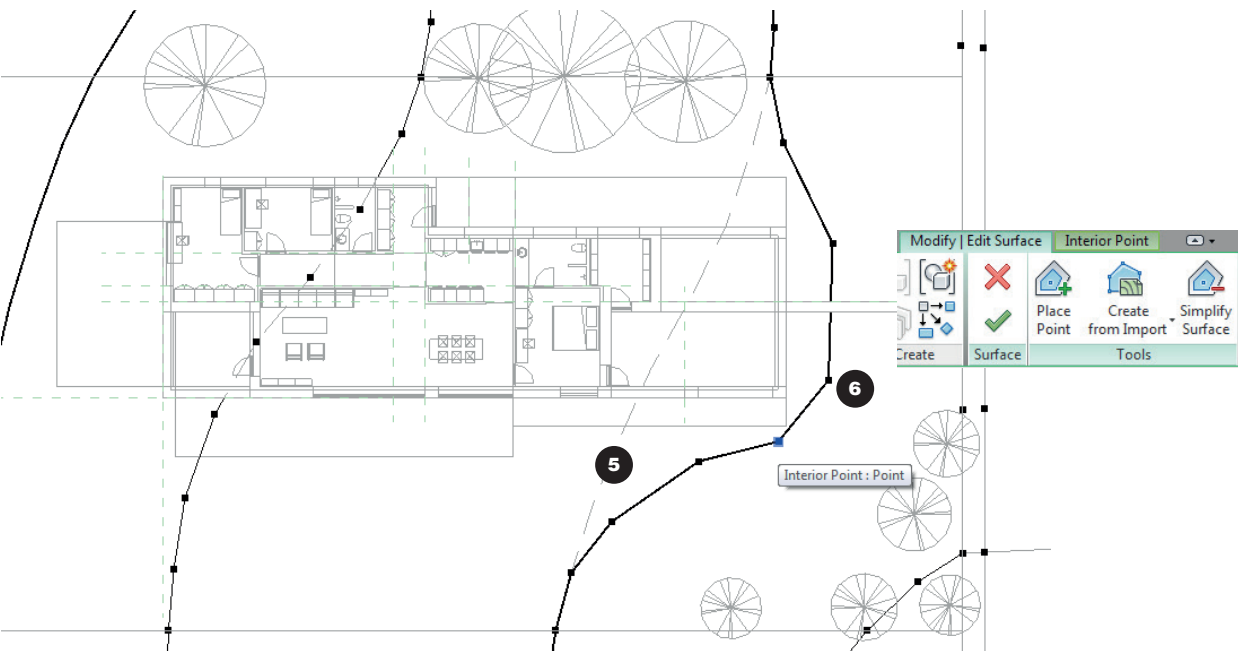 Modify | Edit Surface Interior Point
Place Point
Create from Import
Simplify Surface
Create
Surface
Tools
6
5
Interior Point : Point